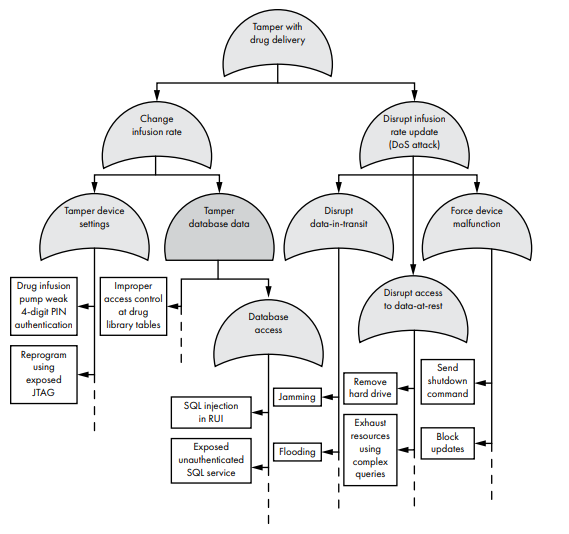 Tamper with
drug delivery
Change
infusion rate
Disrupt infusion
rate update
(DoS attack)
Tamper device
settings
Tamper
database data
Disrupt
data-in-transit
Force device
malfunction
Drug infusion
pump weak
4-digit PIN
authentication
Improper
access control
at drug
library tables
Disrupt access
to data-at-rest
Database
access
Reprogram
using
exposed
JTAG
Jamming
Remove
hard drive
Send
shutdown
command
SQL injection
in RUI
Exhaust
resources
using
complex
queries
Block
updates
Exposed
unauthenticated
SQL service
Flooding